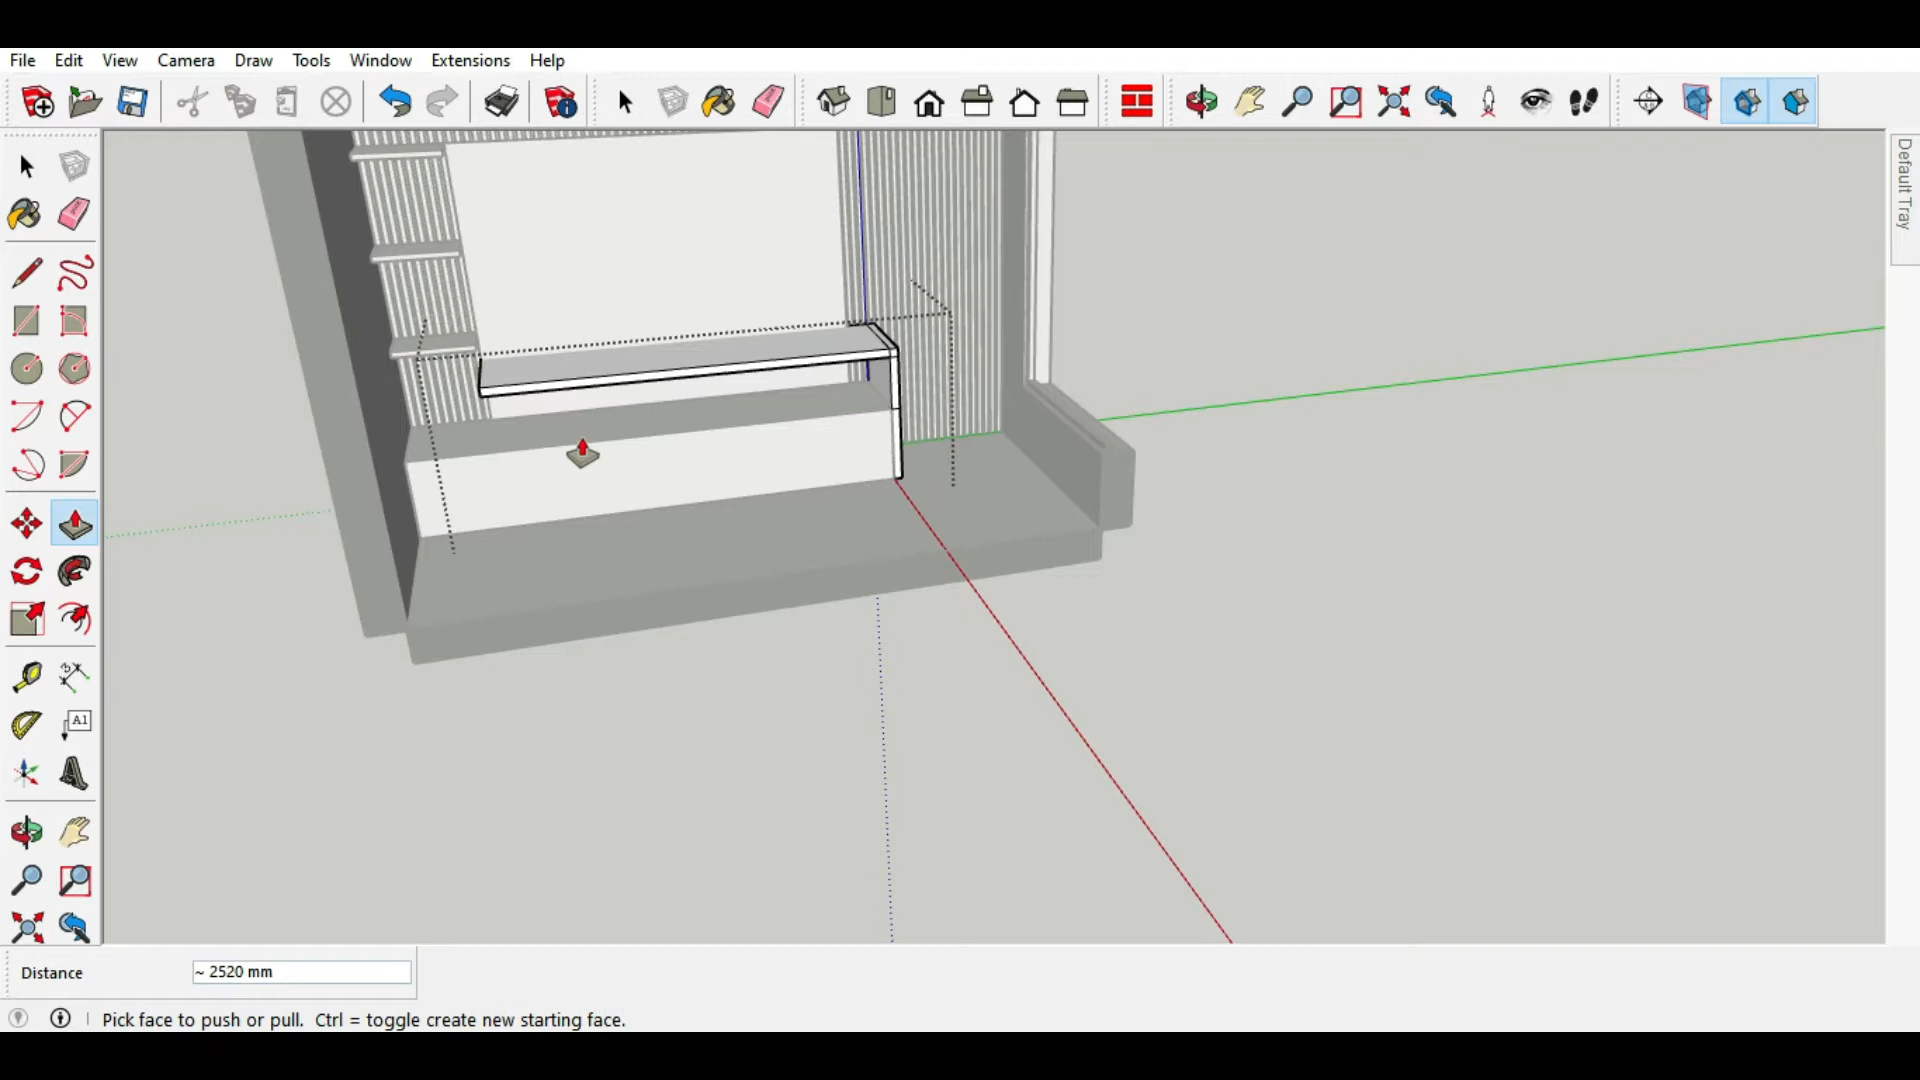 File Edit View Camera Draw Tools Window Extensions Help
Default Tray
A1
Distance ~ 2520 mm
Pick face to push or pull. Ctrl = toggle create new starting face.